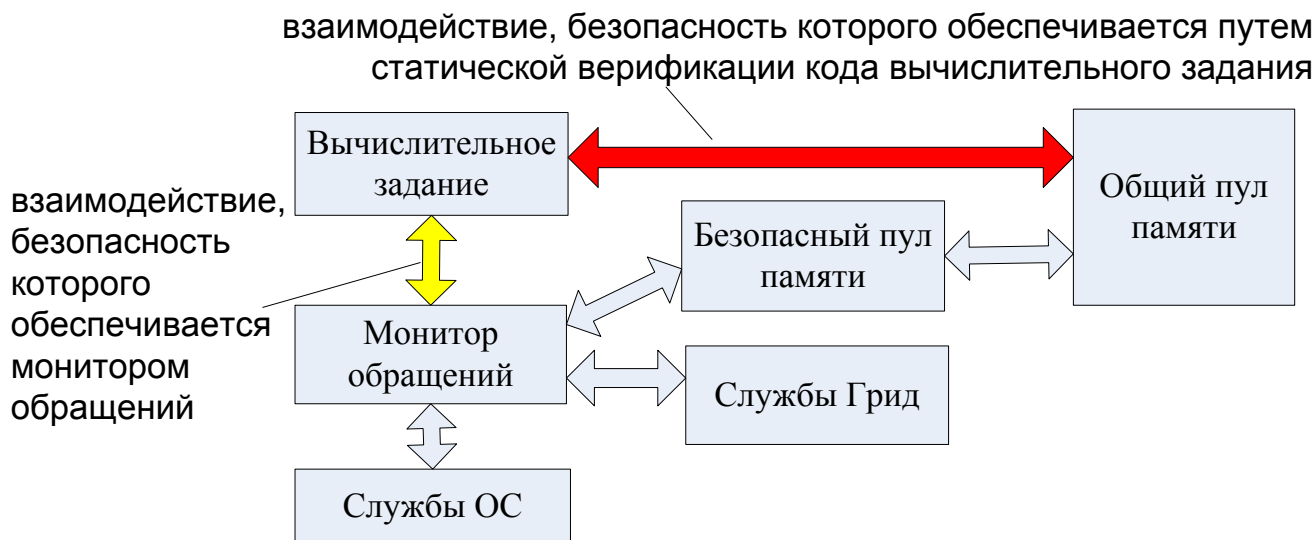 взаимодействие, безопасность которого обеспечивается путем
статической верификации кода вычислительного задания
Вычислительное
задание
Общий пул
памяти
взаимодействие,
безопасность
которого
обеспечивается
монитором
обращений
Безопасный пул
памяти
Монитор
обращений
Службы Грид
Службы ОС